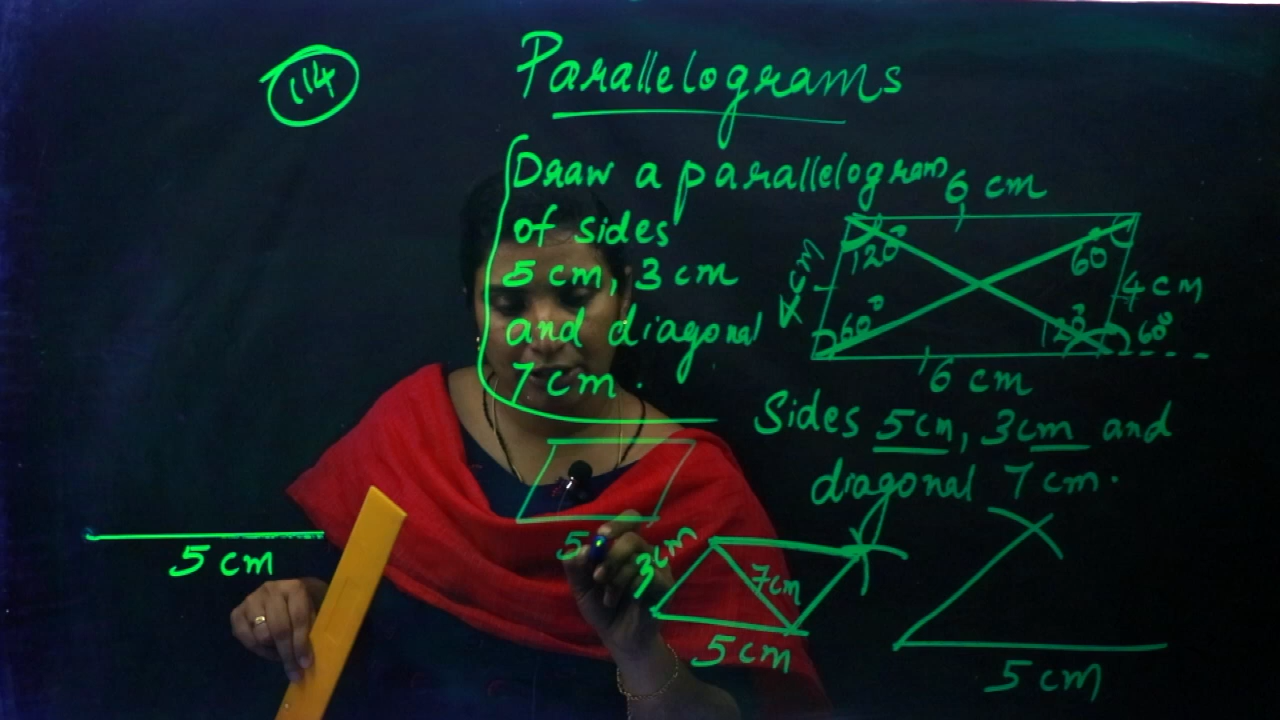 114
Parallelograms
Draw a parallelogram
of sides
5 cm, 3 cm
and diagonal
7 cm.
6 cm
120°
60
4 cm
4 cm
60°
120°
60°
6 cm
Sides 5cm, 3cm and
diagonal 7 cm.
5 cm
5
3cm
7cm
5 cm
5 cm